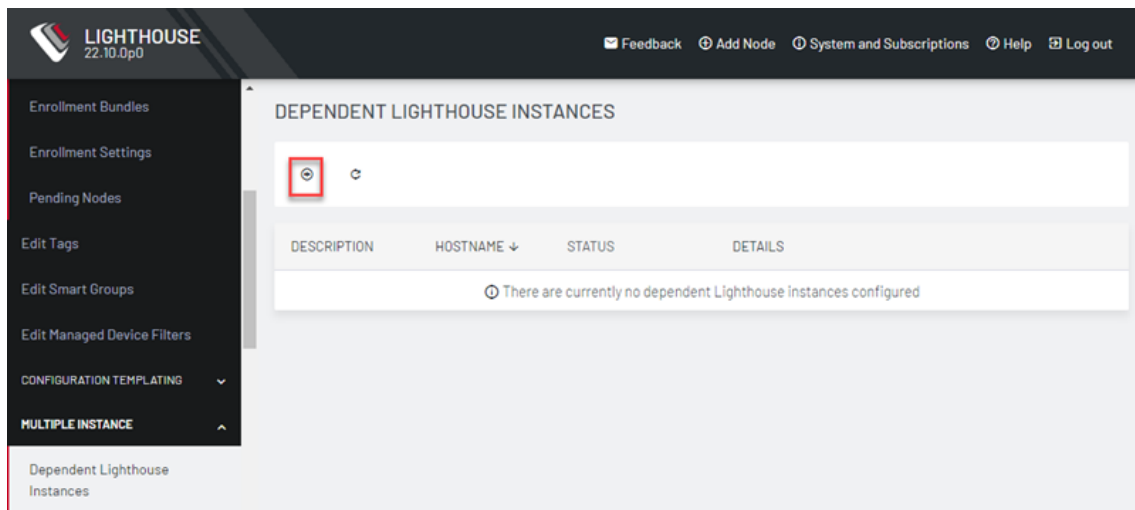 LIGHTHOUSE
22.10.0p0
Feedback Add Node System and Subscriptions Help Log out
Enrollment Bundles
Enrollment Settings
Pending Nodes
Edit Tags
Edit Smart Groups
Edit Managed Device Filters
CONFIGURATION TEMPLATING
MULTIPLE INSTANCE
Dependent Lighthouse
Instances
DEPENDENT LIGHTHOUSE INSTANCES
DESCRIPTION HOSTNAME STATUS DETAILS
There are currently no dependent Lighthouse instances configured